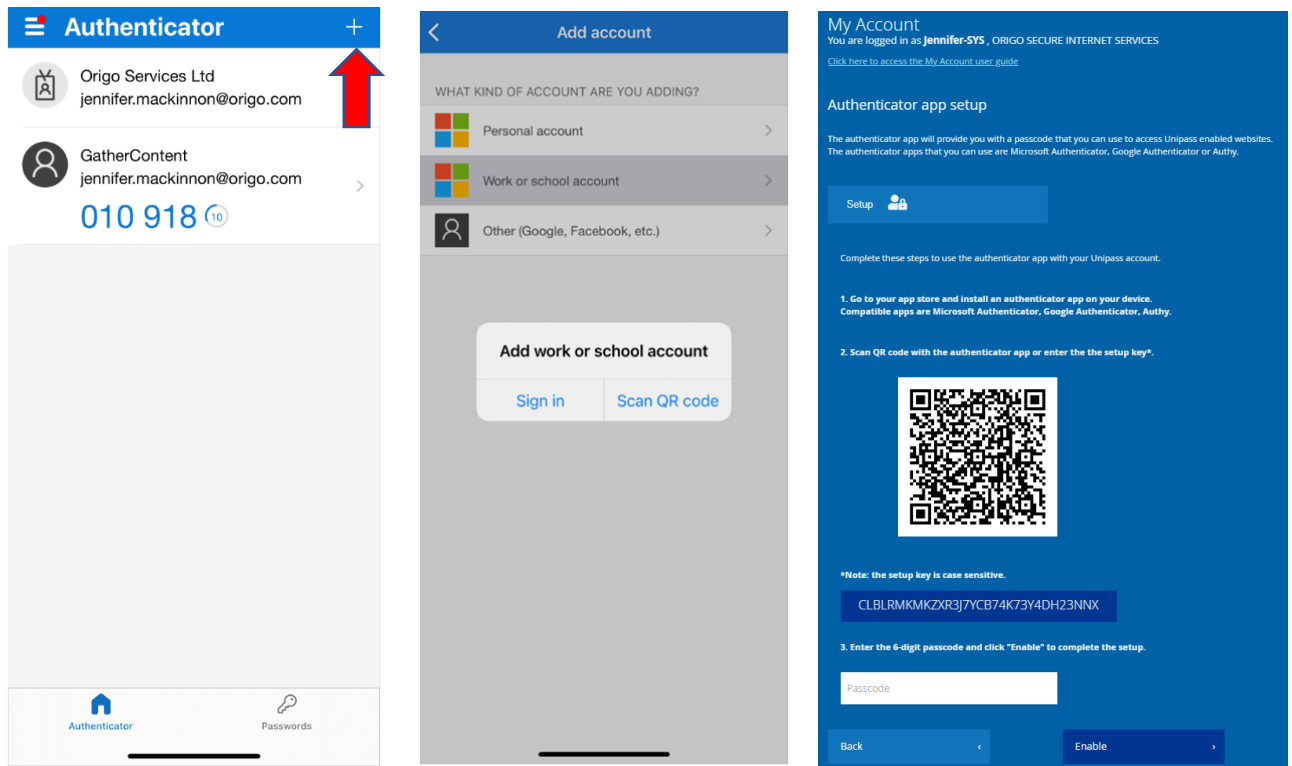 Authenticator
Origo Services Ltd
jennifer.mackinnon@origo.com
GatherContent
jennifer.mackinnon@origo.com
010 918 10
Authenticator
Passwords
Add account
WHAT KIND OF ACCOUNT ARE YOU ADDING?
Personal account
Work or school account
Other (Google, Facebook, etc.)
Add work or school account
Sign in
Scan QR code
My Account
You are logged in as Jennifer-SYS , ORIGO SECURE INTERNET SERVICES
Click here to access the My Account user guide
Authenticator app setup
The authenticator app will provide you with a passcode that you can use to access Unipass enabled websites.
The authenticator apps that you can use are Microsoft Authenticator, Google Authenticator or Authy.
Setup
Complete these steps to use the authenticator app with your Unipass account.
1. Go to your app store and install an authenticator app on your device.
Compatible apps are Microsoft Authenticator, Google Authenticator, Authy.
2. Scan QR code with the authenticator app or enter the the setup key*.
*Note: the setup key is case sensitive.
CLBLRMKMKZXR3J7YCB74K73Y4DH23NNX
3. Enter the 6-digit passcode and click "Enable" to complete the setup.
Passcode
Back
Enable